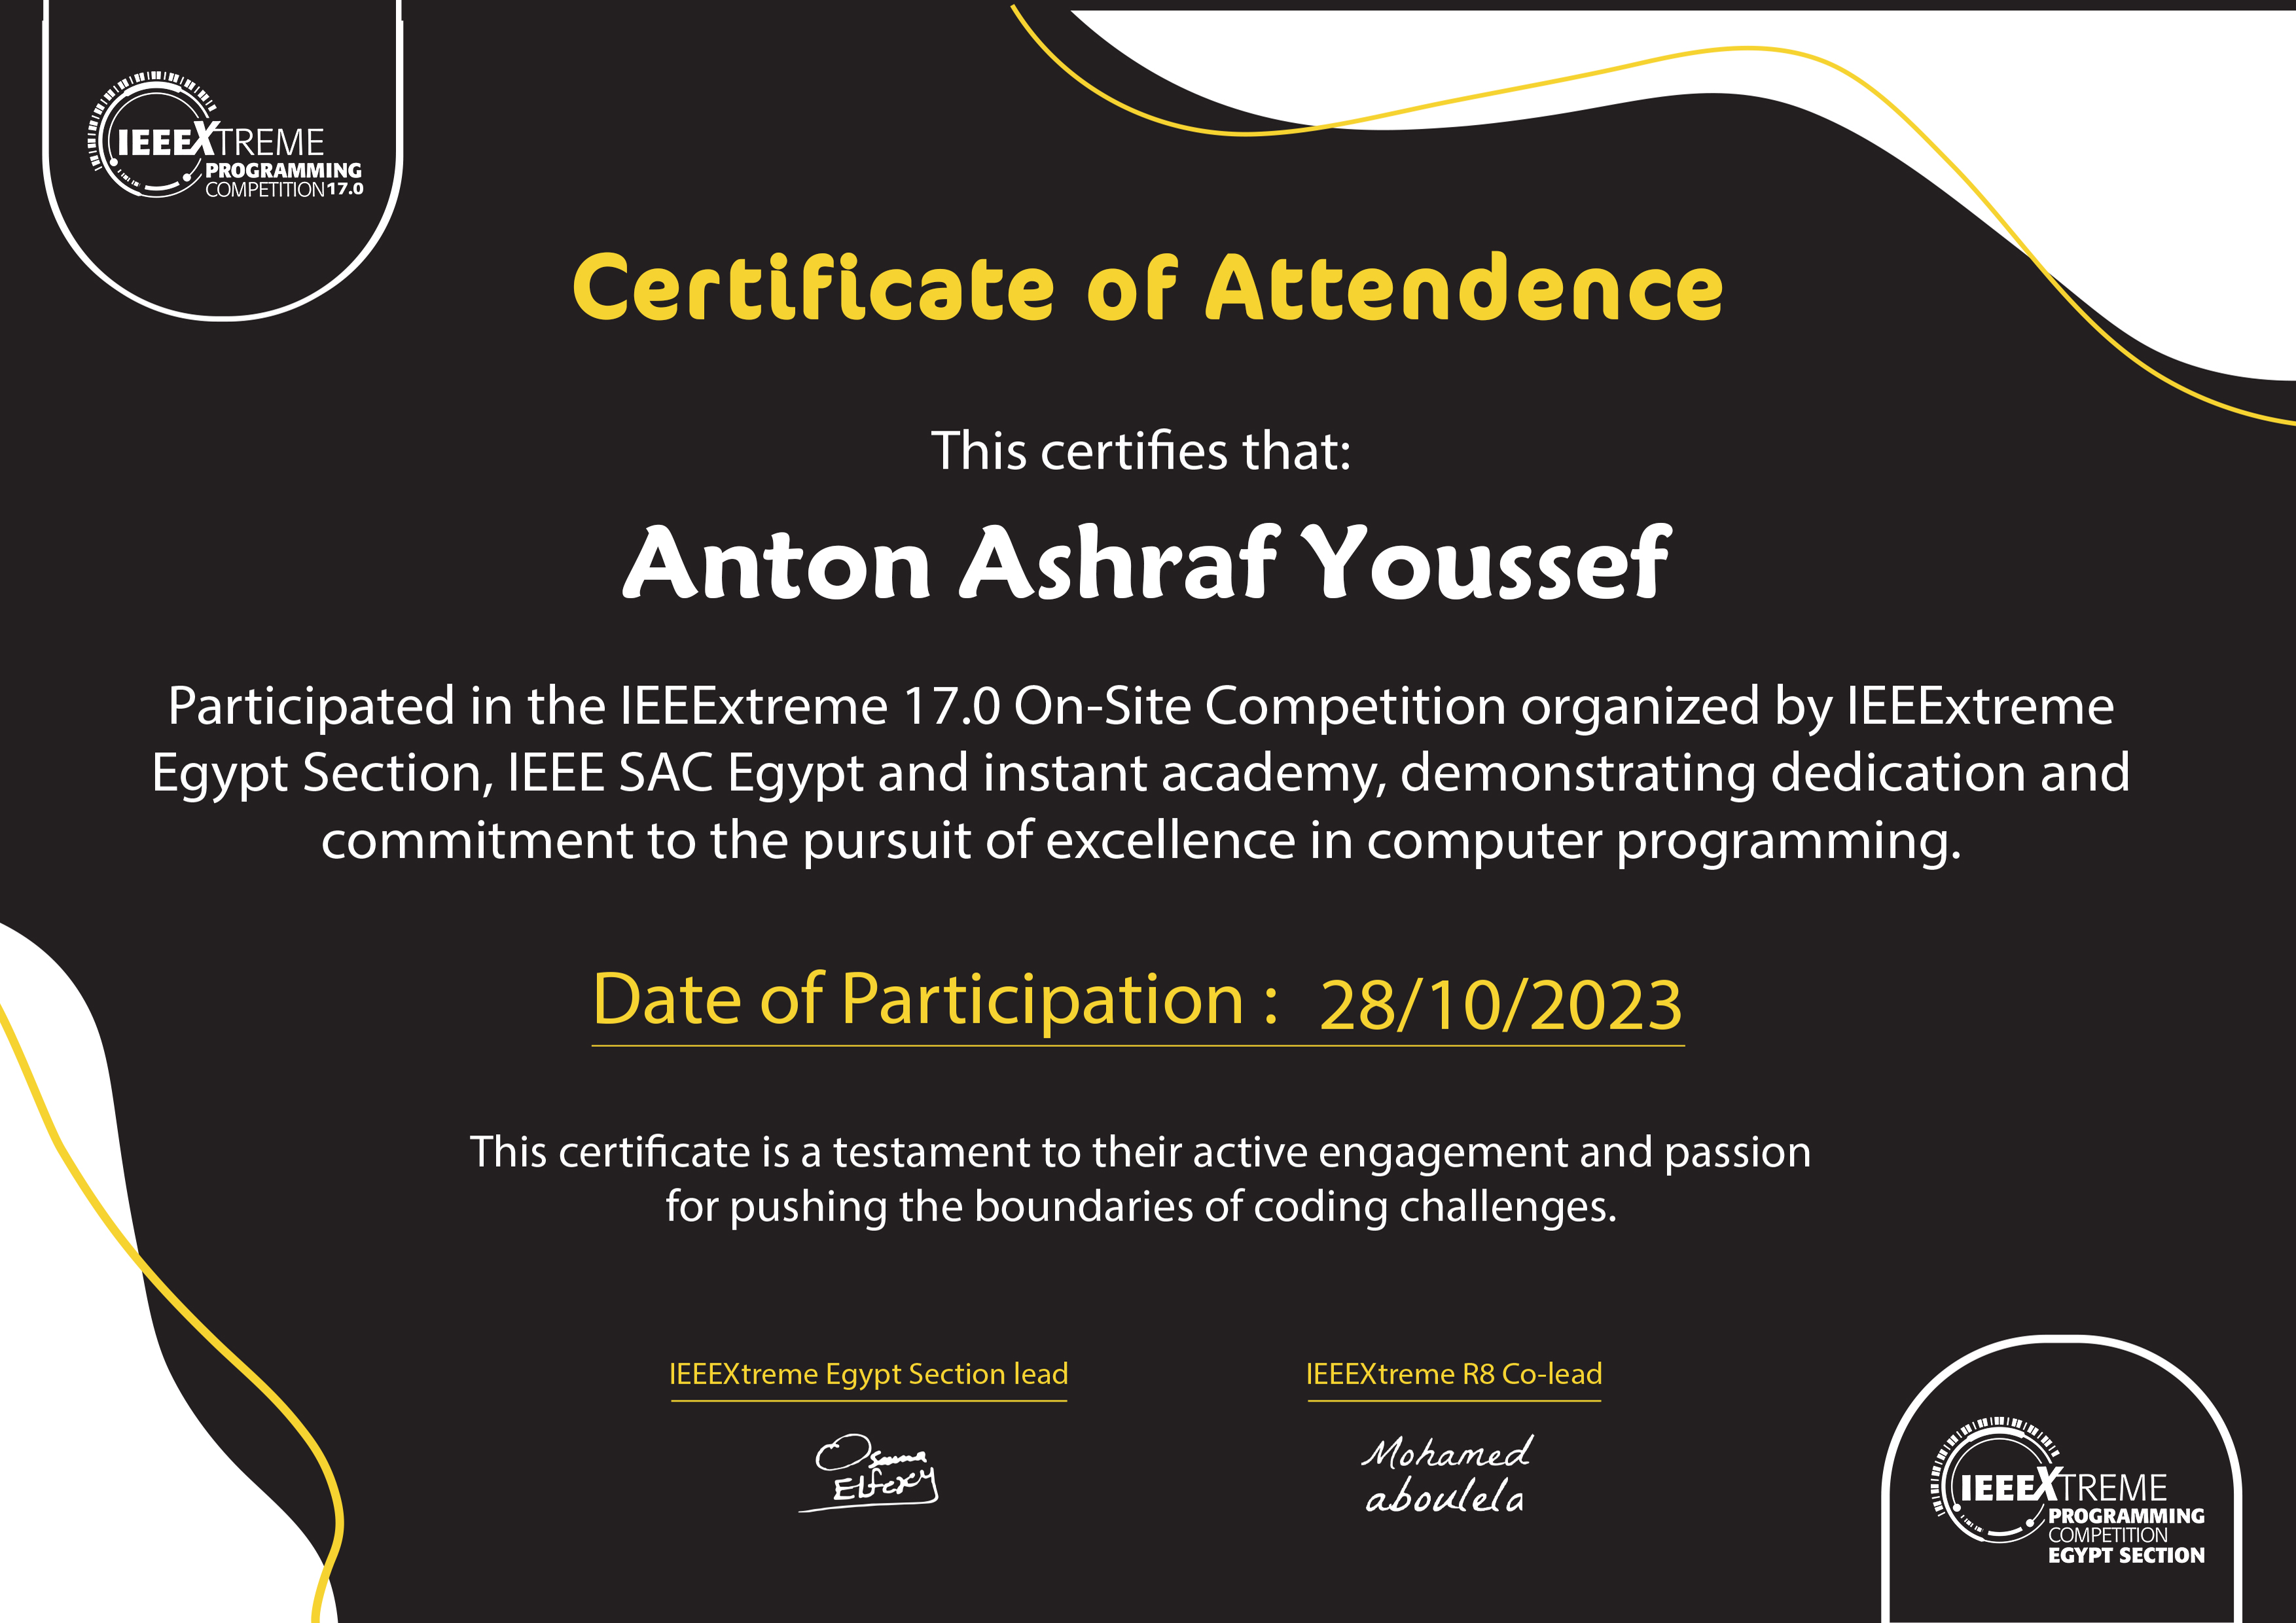 IEEEXTREME
PROGRAMMING
COMPETITION 17.0
Certificate of Attendence
This certifies that:
Anton Ashraf Youssef
Participated in the IEEExtreme 17.0 On-Site Competition organized by IEEExtreme
Egypt Section, IEEE SAC Egypt and instant academy, demonstrating dedication and
commitment to the pursuit of excellence in computer programming.
Date of Participation : 28/10/2023
This certificate is a testament to their active engagement and passion
for pushing the boundaries of coding challenges.
IEEEXtreme Egypt Section lead
IEEEXtreme R8 Co-lead
Osama
Mohamed
aboulela
IEEEXTREME
PROGRAMMING
COMPETITION
EGYPT SECTION